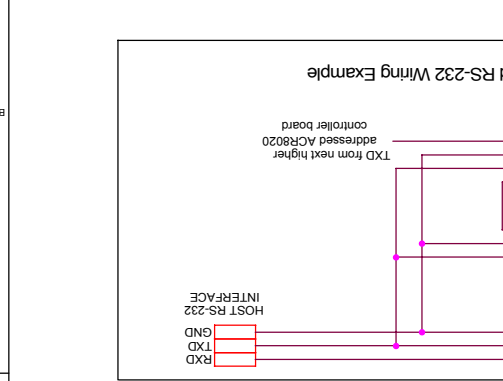 RXD
TXD
GND
HOST RS-232
INTERFACE
TXD from next higher
addressed ACR8020
controller board
RS-232 Wiring Example
B